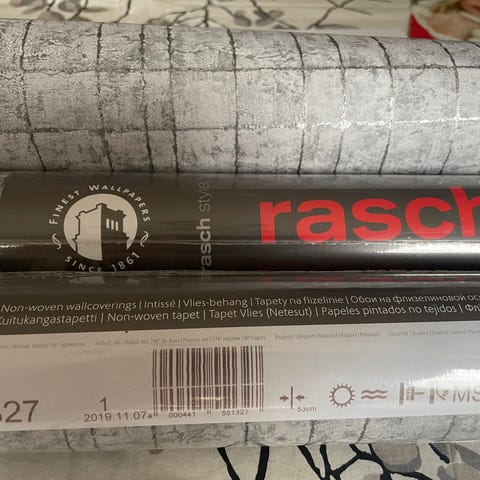 FINEST WALLPAPERS
SINCE 1861
rasch style
rasch
Non-woven wallcoverings | Intissé | Vlies-behang | Tapety na flizelinie | Обои на флизелиновой
Kuitukangastapetti | Non-woven tapet | Tapet Vlies (Netesut) | Papeles pintados no tejidos |
327 1
2019.11.07 4 000441 551327
53cm